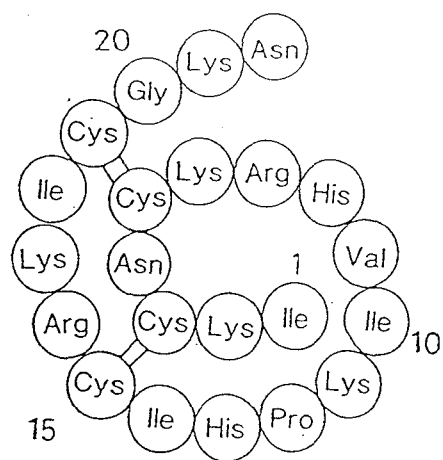 20
Asn
Lys
Gly
Cys
Ile
Cys
Lys
Arg
His
Lys
Asn
Val
1
Arg
Cys
Lys
Ile
Ile
10
Cys
Lys
15
Ile
His
Pro